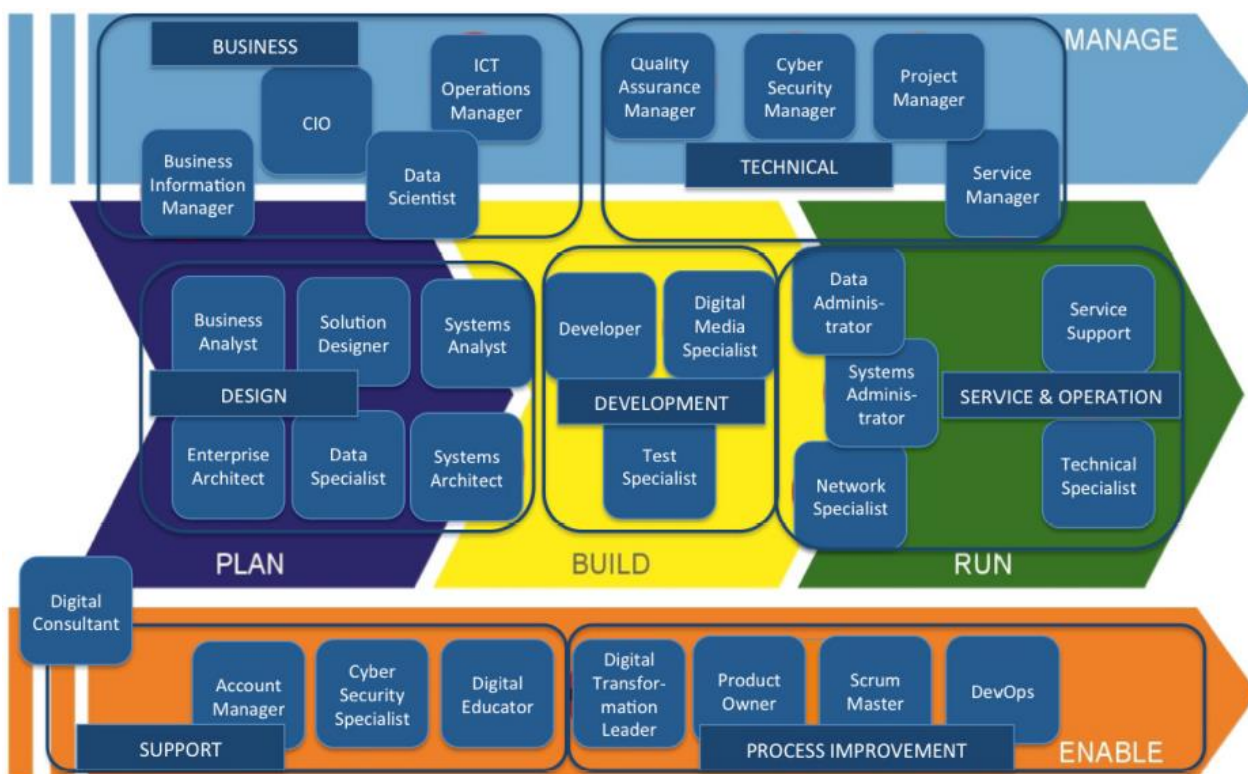 BUSINESS
MANAGE
ICT
Operations
Manager
CIO
Business
Information
Manager
Data
Scientist
Quality
Assurance
Manager
Cyber
Security
Manager
Project
Manager
TECHNICAL
Service
Manager
Business
Analyst
Solution
Designer
Systems
Analyst
DESIGN
Enterprise
Architect
Data
Specialist
Systems
Architect
PLAN
Developer
Digital
Media
Specialist
DEVELOPMENT
Test
Specialist
BUILD
Data
Adminis-
trator
Systems
Adminis-
trator
Network
Specialist
Service
Support
SERVICE & OPERATION
Technical
Specialist
RUN
Digital
Consultant
Account
Manager
Cyber
Security
Specialist
Digital
Educator
SUPPORT
Digital
Transfor-
mation
Leader
Product
Owner
Scrum
Master
DevOps
PROCESS IMPROVEMENT
ENABLE